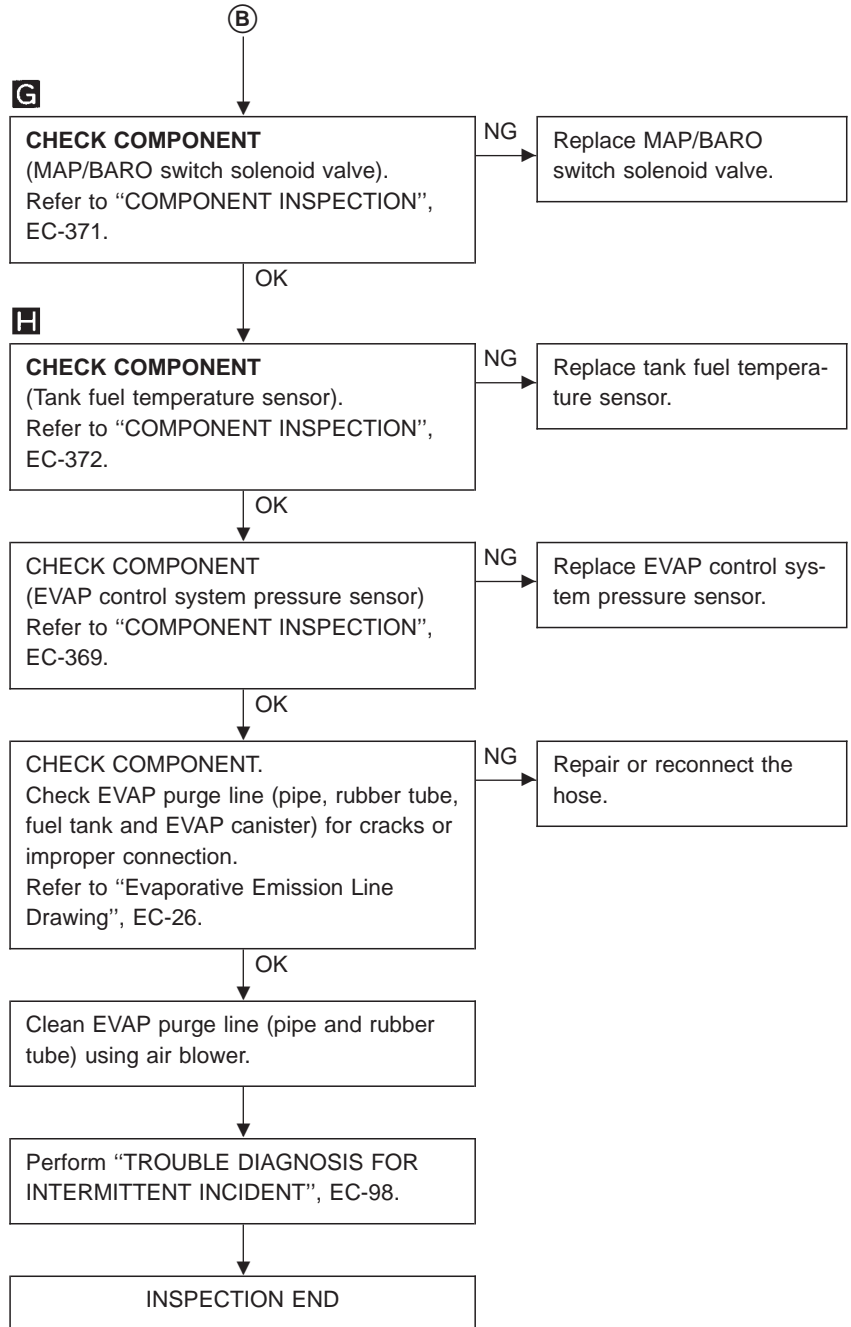 B
G
CHECK COMPONENT
(MAP/BARO switch solenoid valve).
Refer to “COMPONENT INSPECTION”,
EC-371.
NG
Replace MAP/BARO
switch solenoid valve.
OK
H
CHECK COMPONENT
(Tank fuel temperature sensor).
Refer to “COMPONENT INSPECTION”,
EC-372.
NG
Replace tank fuel tempera-
ture sensor.
OK
CHECK COMPONENT
(EVAP control system pressure sensor)
Refer to “COMPONENT INSPECTION”,
EC-369.
NG
Replace EVAP control sys-
tem pressure sensor.
OK
CHECK COMPONENT.
Check EVAP purge line (pipe, rubber tube,
fuel tank and EVAP canister) for cracks or
improper connection.
Refer to “Evaporative Emission Line
Drawing”, EC-26.
NG
Repair or reconnect the
hose.
OK
Clean EVAP purge line (pipe and rubber
tube) using air blower.
Perform “TROUBLE DIAGNOSIS FOR
INTERMITTENT INCIDENT”, EC-98.
INSPECTION END